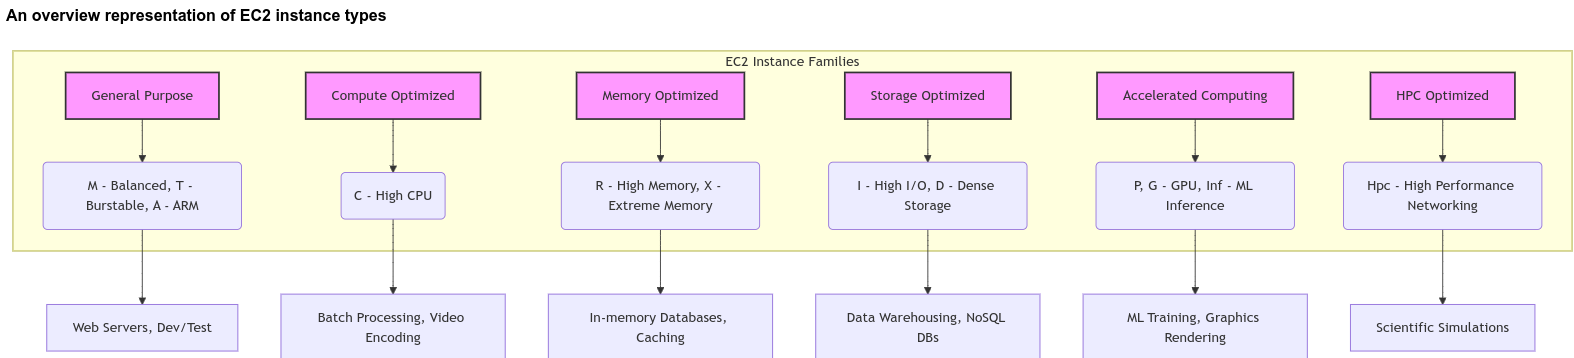 An overview representation of EC2 instance types
EC2 Instance Families
General Purpose
Compute Optimized
Memory Optimized
Storage Optimized
Accelerated Computing
HPC Optimized
M - Balanced, T -
Burstable, A - ARM
C - High CPU
R - High Memory, X -
Extreme Memory
I - High I/O, D - Dense
Storage
P, G - GPU, Inf - ML
Inference
Hpc - High Performance
Networking
Web Servers, Dev/Test
Batch Processing, Video
Encoding
In-memory Databases,
Caching
Data Warehousing, NoSQL
DBs
ML Training, Graphics
Rendering
Scientific Simulations